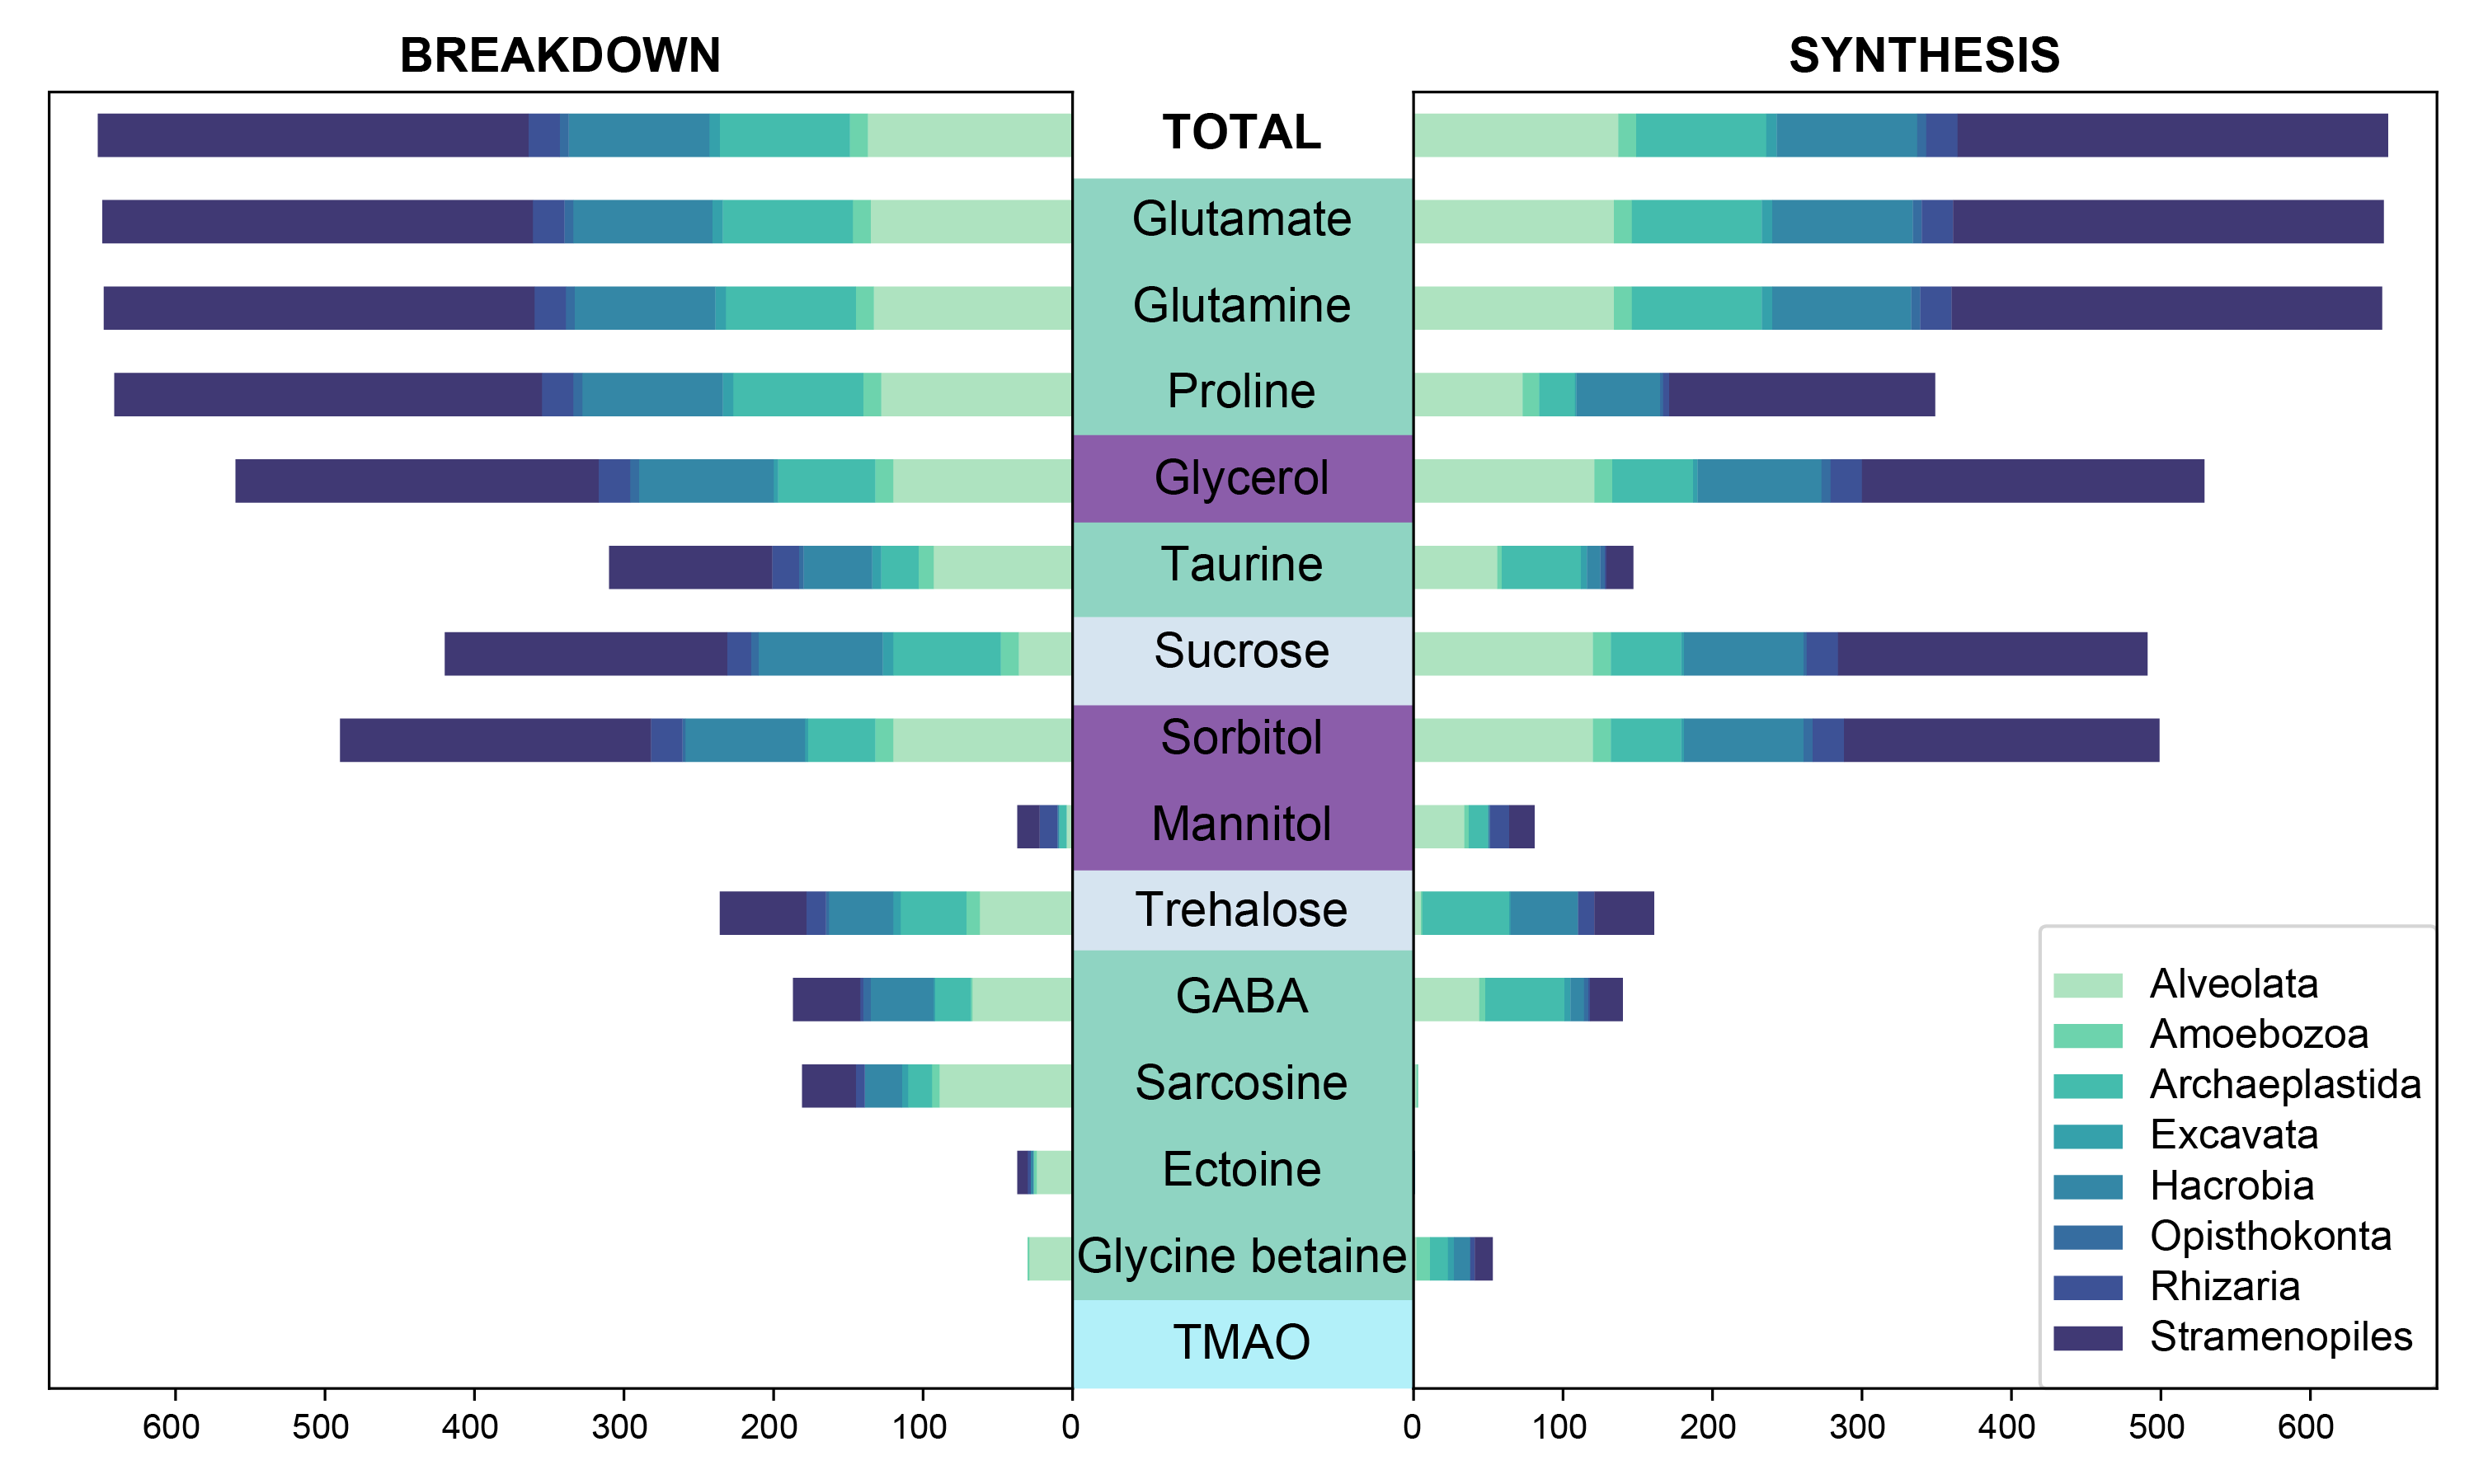 BREAKDOWN
SYNTHESIS
TOTAL
Glutamate
Glutamine
Proline
Glycerol
Taurine
Sucrose
Sorbitol
Mannitol
Trehalose
GABA
Sarcosine
Ectoine
Glycine betaine
TMAO
Alveolata
Amoebozoa
Archaeplastida
Excavata
Hacrobia
Opisthokonta
Rhizaria
Stramenopiles
600 500 400 300 200 100 0
0 100 200 300 400 500 600